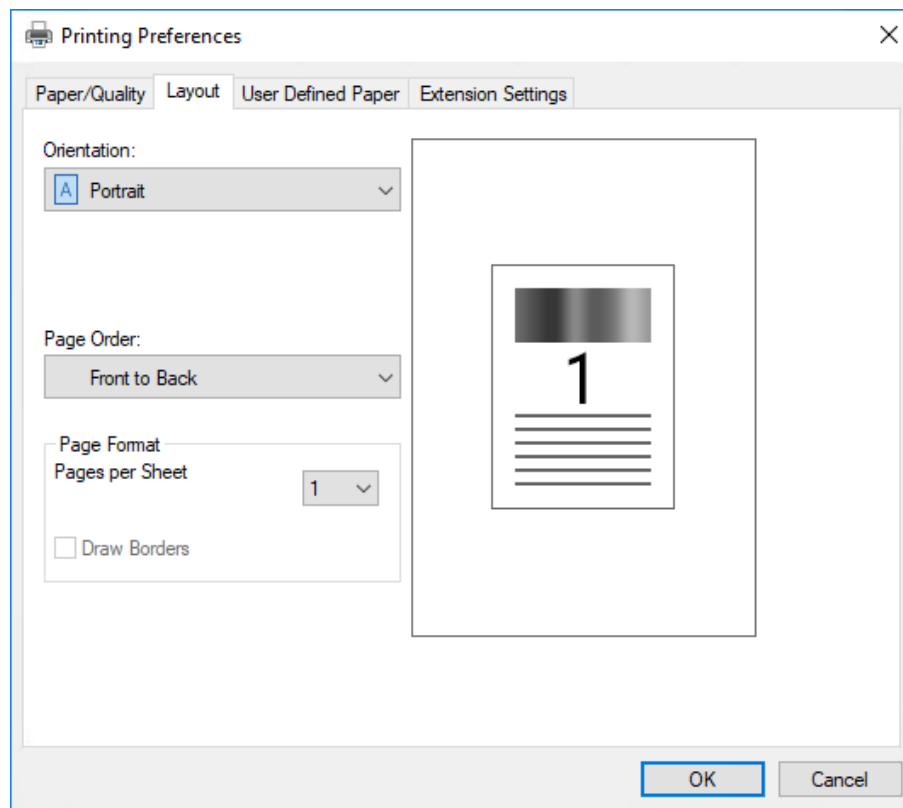 Printing Preferences
Paper/Quality Layout User Defined Paper Extension Settings
Orientation:
A Portrait
1
Page Order:
Front to Back
Page Format
Pages per Sheet
1
Draw Borders
OK Cancel